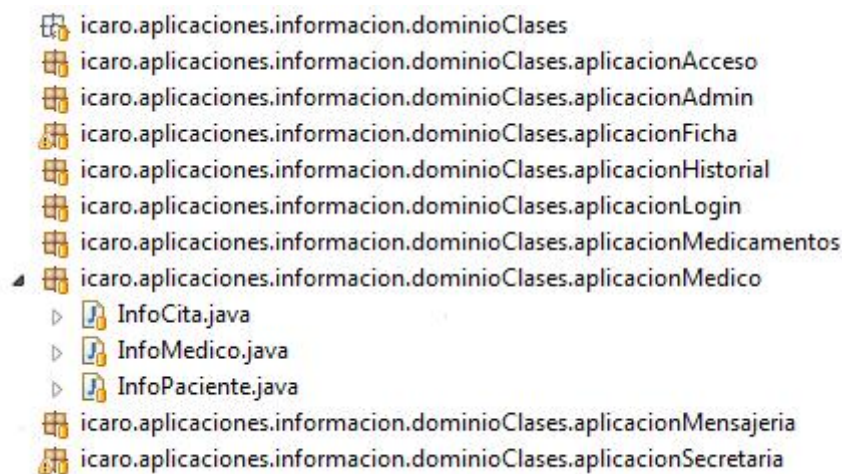 icaro.aplicaciones.informacion.dominioClases
icaro.aplicaciones.informacion.dominioClases.aplicacionAcceso
icaro.aplicaciones.informacion.dominioClases.aplicacionAdmin
icaro.aplicaciones.informacion.dominioClases.aplicacionFicha
icaro.aplicaciones.informacion.dominioClases.aplicacionHistorial
icaro.aplicaciones.informacion.dominioClases.aplicacionLogin
icaro.aplicaciones.informacion.dominioClases.aplicacionMedicamentos
icaro.aplicaciones.informacion.dominioClases.aplicacionMedico
InfoCita.java
InfoMedico.java
InfoPaciente.java
icaro.aplicaciones.informacion.dominioClases.aplicacionMensajeria
icaro.aplicaciones.informacion.dominioClases.aplicacionSecretaria